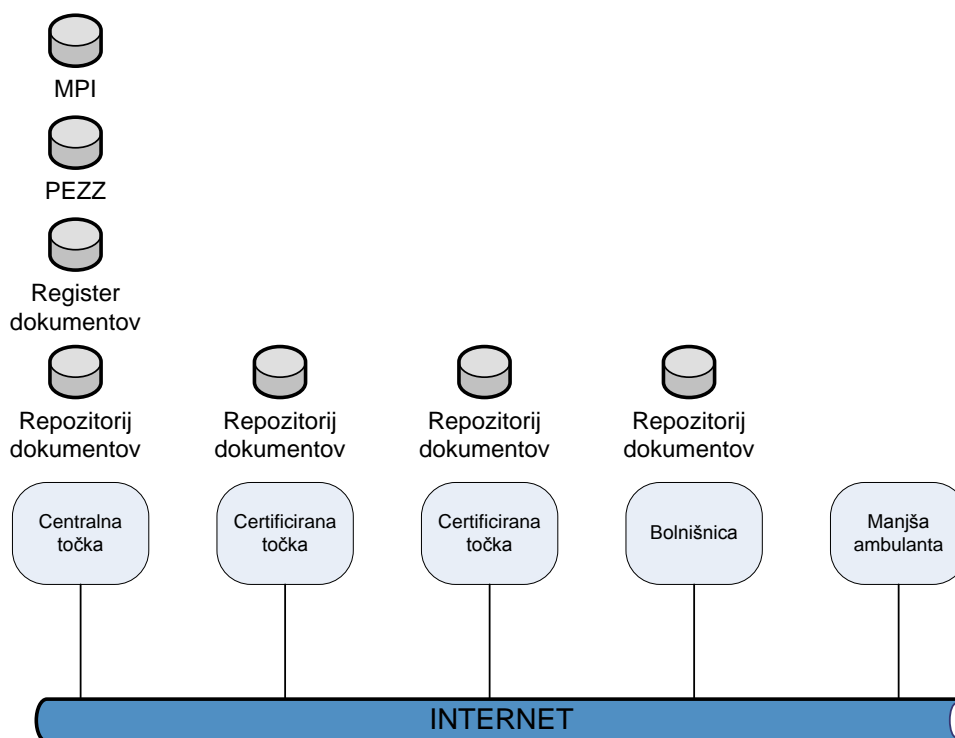 MPI
PEZZ
Register
dokumentov
Repozitorij
dokumentov
Repozitorij
dokumentov
Repozitorij
dokumentov
Repozitorij
dokumentov
Centralna
točka
Certificirana
točka
Certificirana
točka
Bolnišnica
Manjša
ambulanta
INTERNET